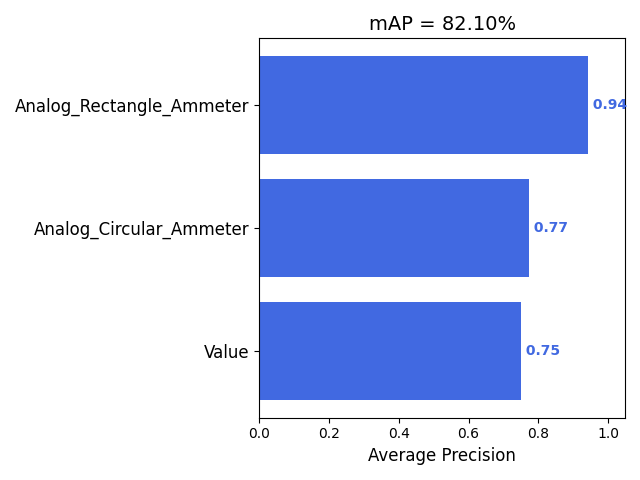 mAP = 82.10%
Analog_Rectangle_Ammeter
0.94
Analog_Circular_Ammeter
0.77
Value
0.75
0.0 0.2 0.4 0.6 0.8 1.0
Average Precision